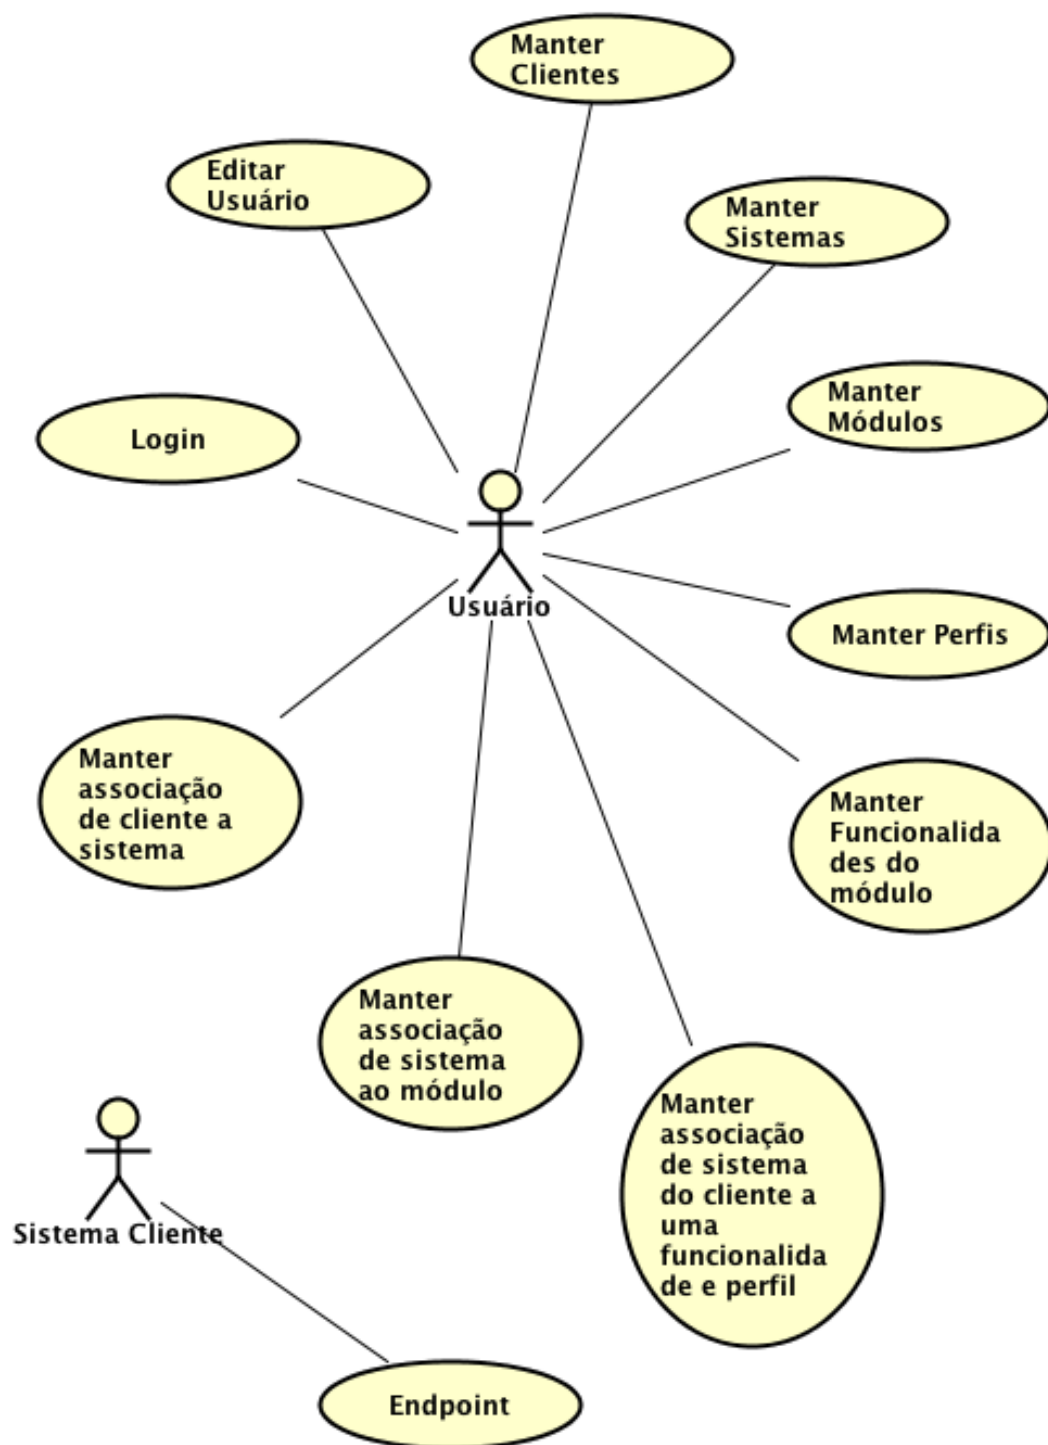 Manter
Clientes
Editar
Usuário
Manter
Sistemas
Manter
Módulos
Login
Usuário
Manter Perfis
Manter
associação
de cliente a
sistema
Manter
Funcionalida
des do
módulo
Manter
associação
de sistema
ao módulo
Manter
associação
de sistema
do cliente a
uma
funcionalida
de e perfil
Sistema Cliente
Endpoint